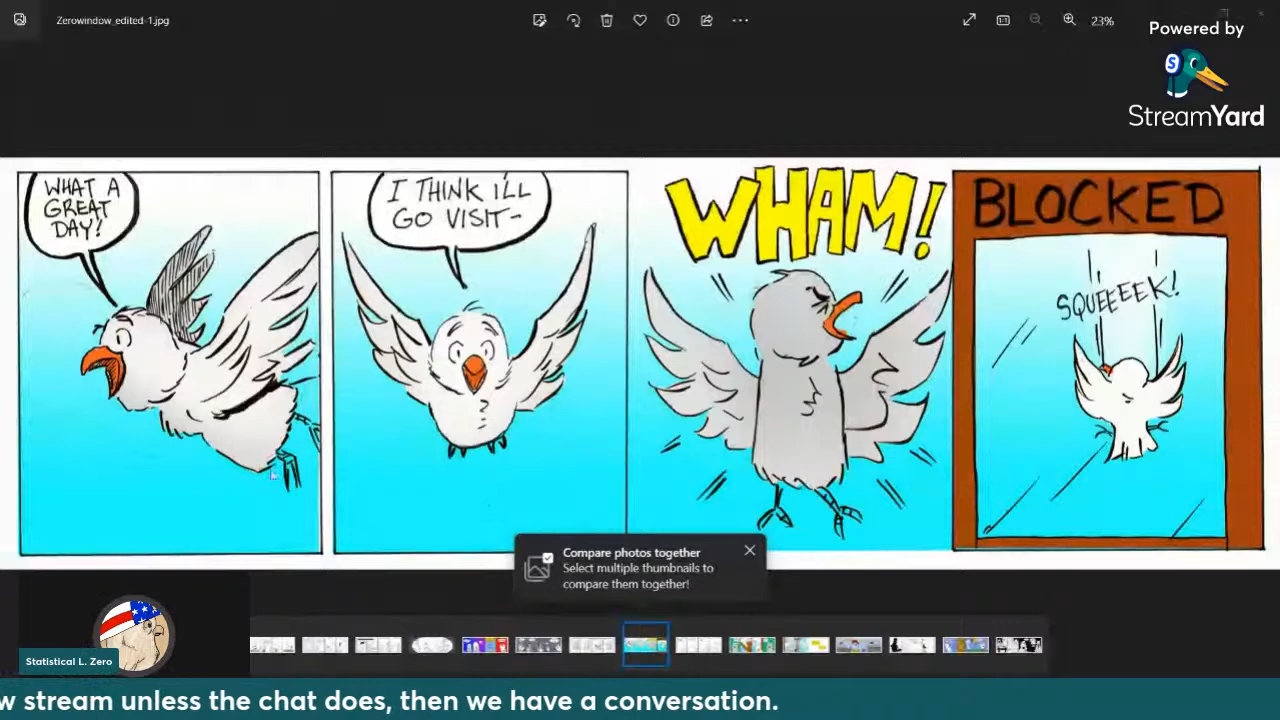 Zerowindow_edited-1.jpg
23%
Powered by
StreamYard
WHAT A
GREAT
DAY!
I THINK I'LL
GO VISIT-
WHAM!
BLOCKED
SQUEEEEK!
Compare photos together
Select multiple thumbnails to
compare them together!
Statistical L. Zero
w stream unless the chat does, then we have a conversation.